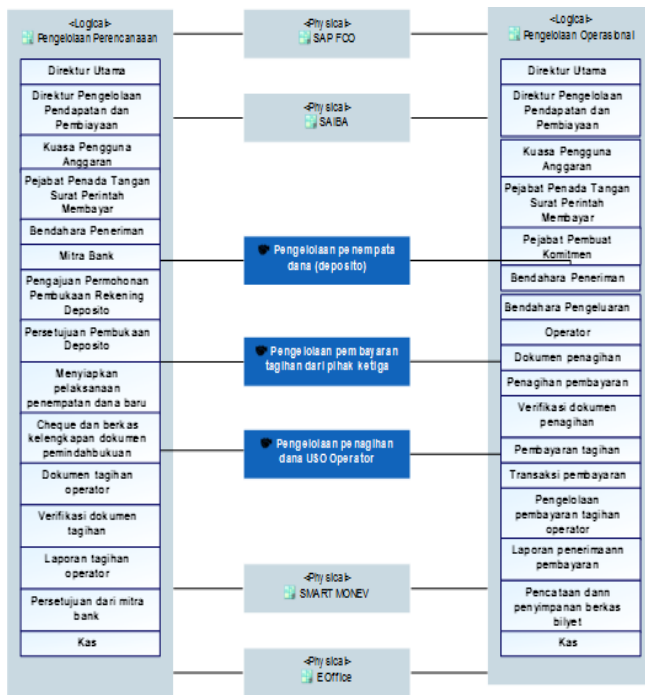 «Logical»
Pengelolaan Perencanaaan
Direktur Utama
Direktur Pengelolaan
Pendapatan dan
Pembiayaan
Kuasa Pengguna
Anggaran
Pejabat Penada Tangan
Surat Perintah
Membayar
Bendahara Peneriman
Mitra Bank
Pengajuan Permohonan
Pembukaan Rekening
Deposito
Persetujuan Pembukaan
Deposito
Menyiapkan
pelaksanaan
penempatan dana baru
Cheque dan berkas
kelengkapan dokumen
pemindahbukuan
Dokumen tagihan
operator
Verifikasi dokumen
tagihan
Laporan tagihan
operator
Persetujuan dari mitra
bank
Kas
«Physical»
SAP FCO
«Physical»
SAIBA
Pengelolaan penempata
dana (deposito)
Pengelolaan pembayaran
tagihan dari pihak ketiga
Pengelolaan penagihan
dana USO Operator
«Physical»
SMART MONEV
«Physical»
EOffice
«Logical»
Pengelolaan Operasional
Direktur Utama
Direktur Pengelolaan
Pendapatan dan
Pembiayaan
Kuasa Pengguna
Anggaran
Pejabat Penada Tangan
Surat Perintah
Membayar
Pejabat Pembuat
Komitmen
Bendahara Peneriman
Bendahara Pengeluaran
Operator
Dokumen penagihan
Penagihan pembayaran
Verifikasi dokumen
penagihan
Pembayaran tagihan
Transaksi pembayaran
Pengelolaan
pembayaran tagihan
operator
Laporan penerimaann
pembayaran
Pencataan dann
penyimpanan berkas
bilyet
Kas